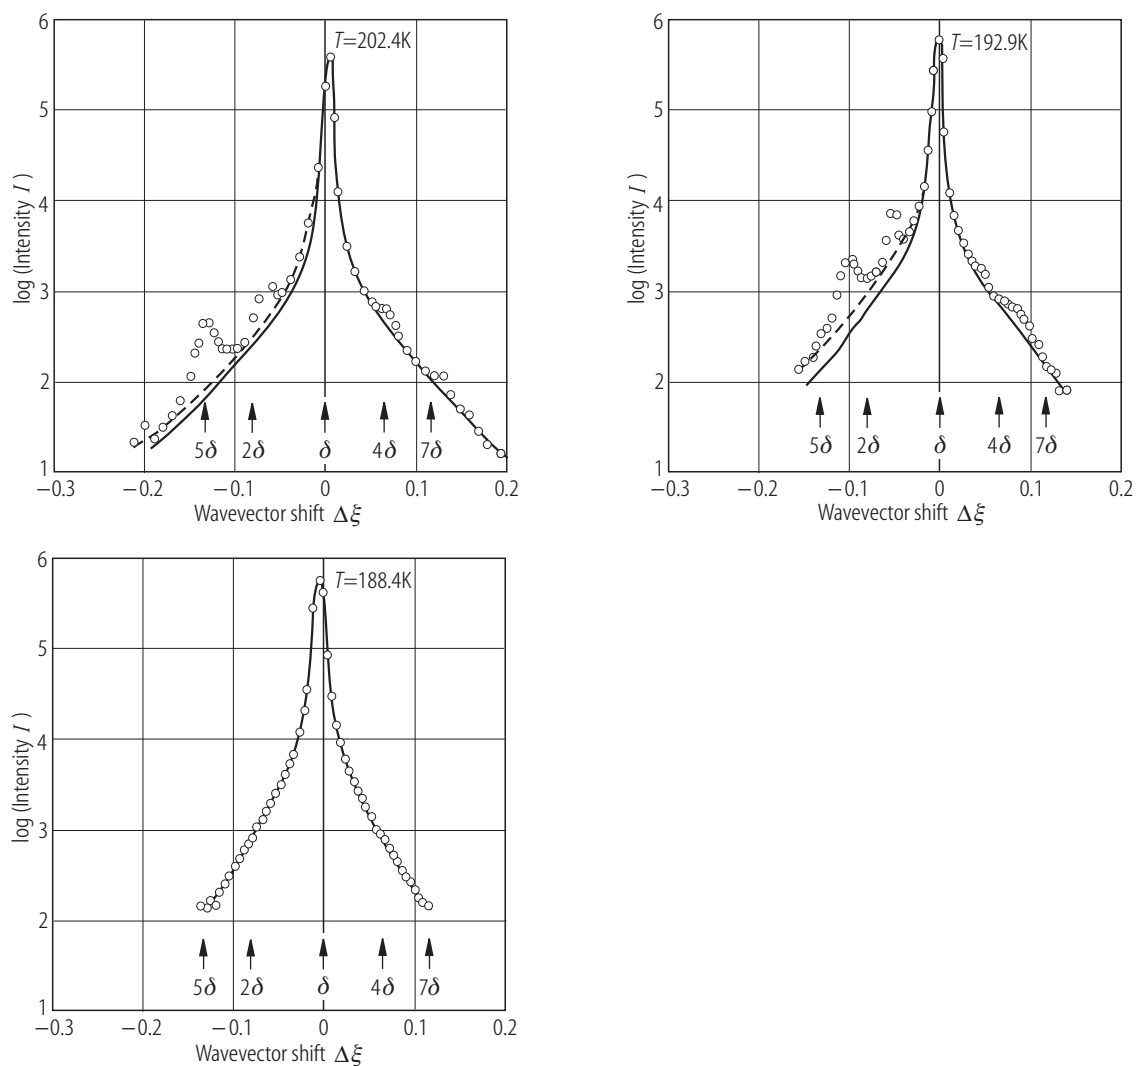 6
5
4
3
2
1
log (Intensity I )
T=202.4K
5δ 2δ δ 4δ 7δ
−0.3 −0.2 −0.1 0 0.1 0.2
Wavevector shift Δξ
6
5
4
3
2
1
log (Intensity I )
T=192.9K
5δ 2δ δ 4δ 7δ
−0.3 −0.2 −0.1 0 0.1 0.2
Wavevector shift Δξ
6
5
4
3
2
1
log (Intensity I )
T=188.4K
5δ 2δ δ 4δ 7δ
−0.3 −0.2 −0.1 0 0.1 0.2
Wavevector shift Δξ